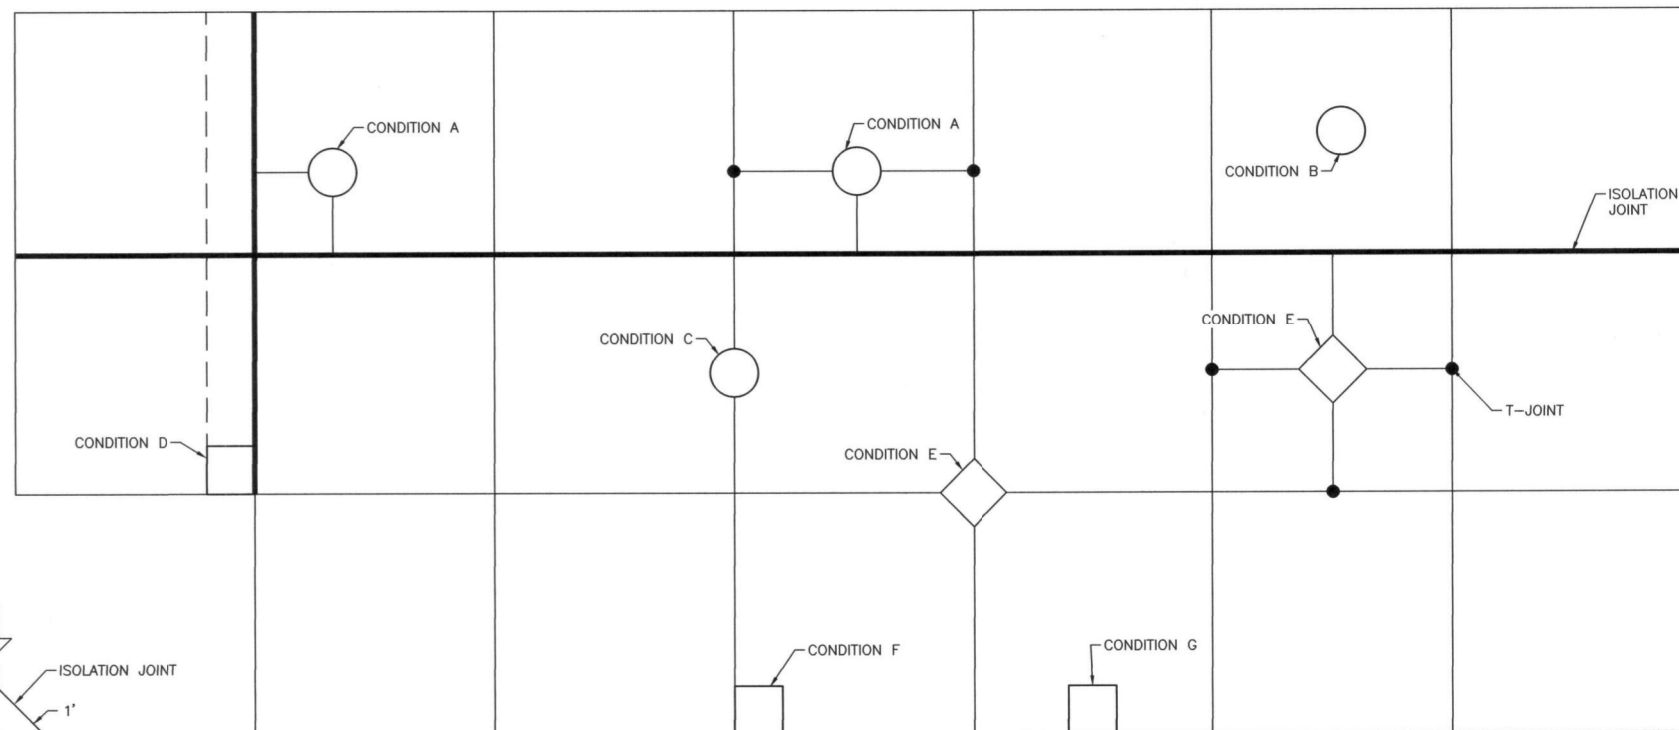 CONDITION A
CONDITION A
CONDITION B
ISOLATION
JOINT
CONDITION C
CONDITION E
T-JOINT
CONDITION D
CONDITION E
CONDITION F
CONDITION G
ISOLATION JOINT
1'